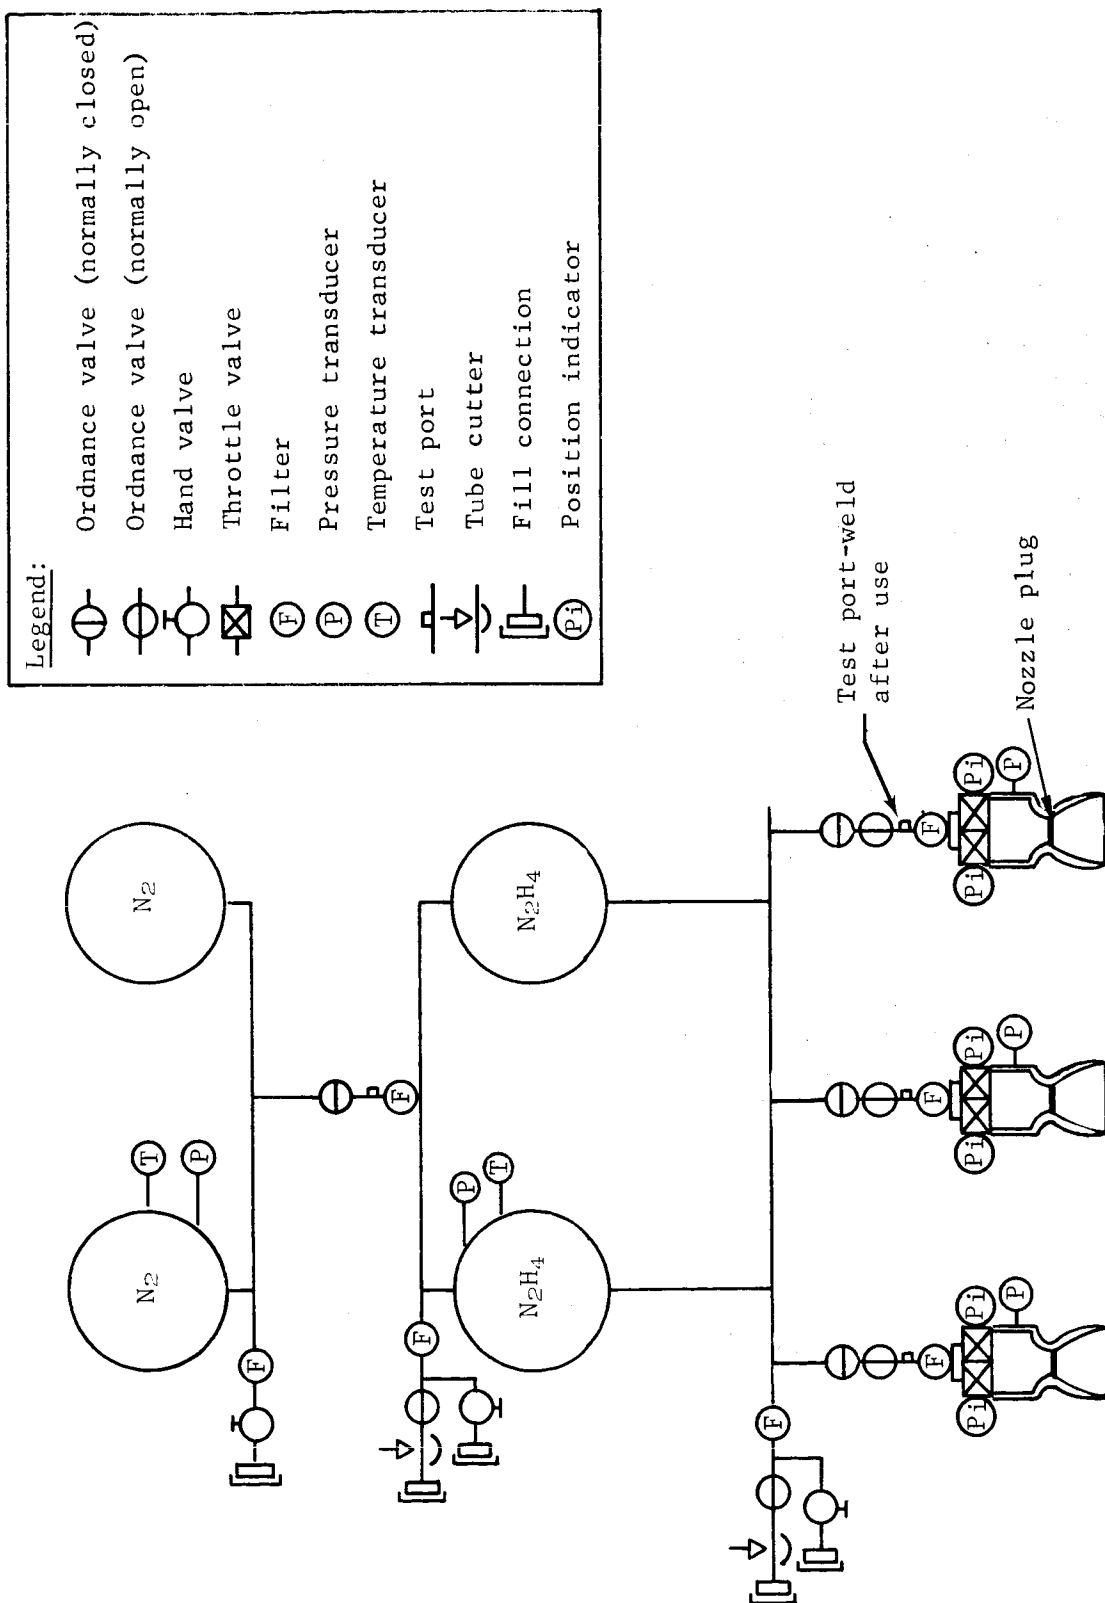 Legend:
Ordnance valve (normally closed)
Ordnance valve (normally open)
Hand valve
Throttle valve
F Filter
P Pressure transducer
T Temperature transducer
Test port
Tube cutter
Fill connection
Pi Position indicator
N2
N2
T
P
F
F
P
T
F
N2H4
N2H4
F
Test port-weld
after use
F
F
F
Pi
Pi
Pi
Pi
Pi
Pi
P
P
P
Nozzle plug